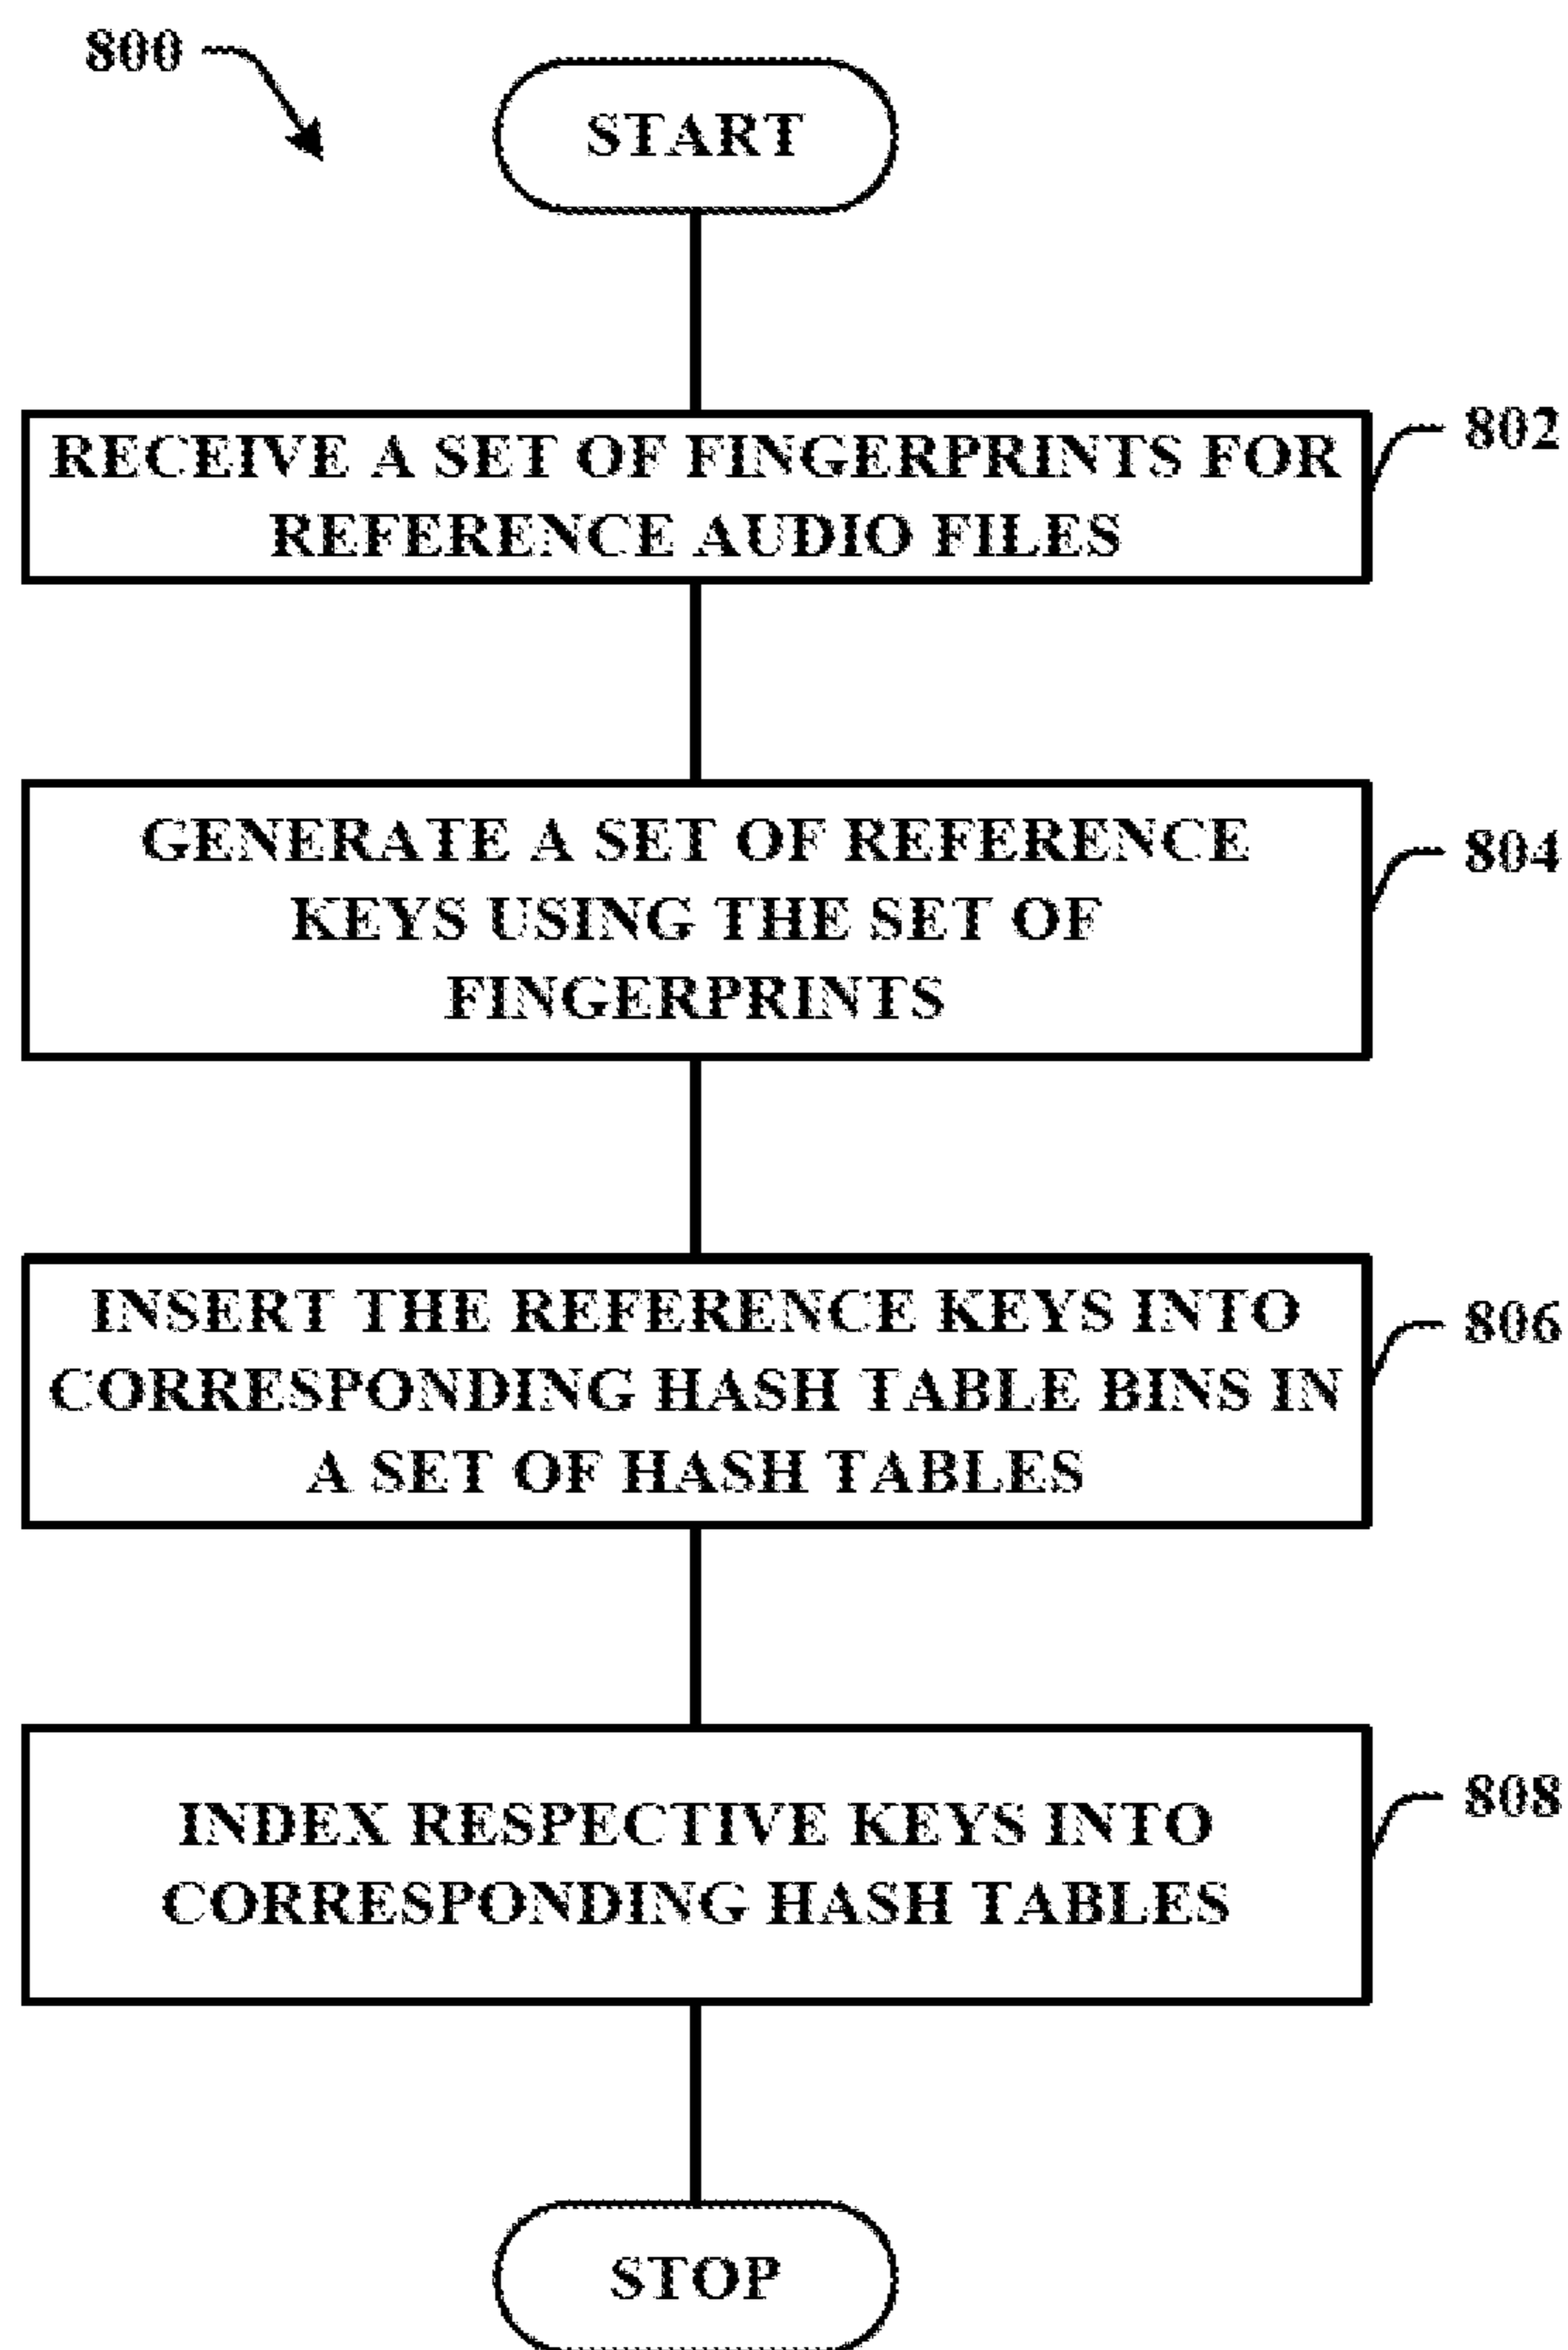 800
START
RECEIVE A SET OF FINGERPRINTS FOR
REFERENCE AUDIO FILES
802
GENERATE A SET OF REFERENCE
KEYS USING THE SET OF
FINGERPRINTS
804
INSERT THE REFERENCE KEYS INTO
CORRESPONDING HASH TABLE BINS IN
A SET OF HASH TABLES
806
INDEX RESPECTIVE KEYS INTO
CORRESPONDING HASH TABLES
808
STOP